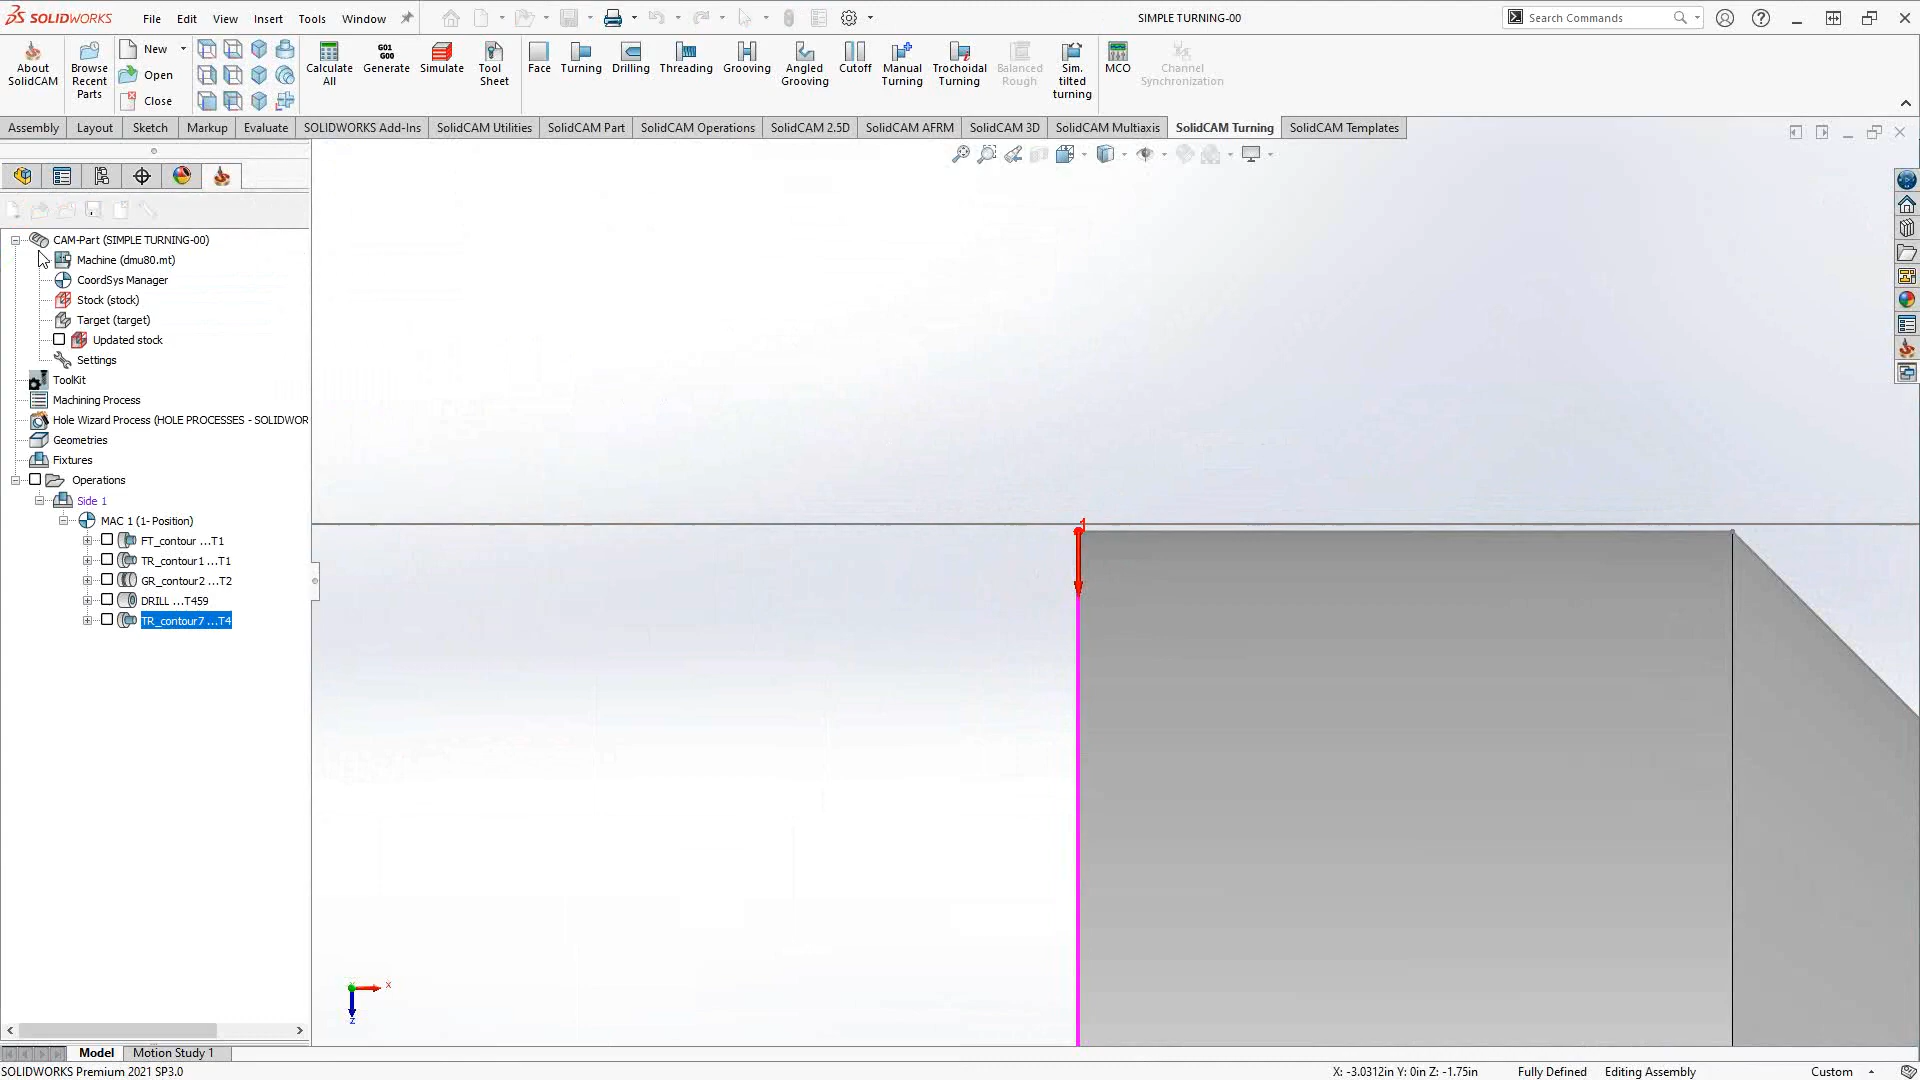 SOLIDWORKS File Edit View Insert Tools Window SIMPLE TURNING-00 Search Commands
About SolidCAM
Browse Recent Parts
New
Open
Close
Calculate All
G01 G00
Generate
Simulate
Tool Sheet
Face
Turning
Drilling
Threading
Grooving
Angled Grooving
Cutoff
Manual Turning
Trochoidal Turning
Balanced Rough
Sim. tilted turning
MCO
Channel Synchronization
Assembly Layout Sketch Markup Evaluate SOLIDWORKS Add-Ins SolidCAM Utilities SolidCAM Part SolidCAM Operations SolidCAM 2.5D SolidCAM AFRM SolidCAM 3D SolidCAM Multiaxis SolidCAM Turning SolidCAM Templates
CAM-Part (SIMPLE TURNING-00)
Machine (dmu80.mt)
CoordSys Manager
Stock (stock)
Target (target)
Updated stock
Settings
ToolKit
Machining Process
Hole Wizard Process (HOLE PROCESSES - SOLIDWOR
Geometries
Fixtures
Operations
Side 1
MAC 1 (1- Position)
FT_contour ...T1
TR_contour1 ...T1
GR_contour2 ...T2
DRILL ...T459
TR_contour7 ...T4
1
X
Z
Model Motion Study 1
SOLIDWORKS Premium 2021 SP3.0 X: -3.0312in Y: 0in Z: -1.75in Fully Defined Editing Assembly Custom